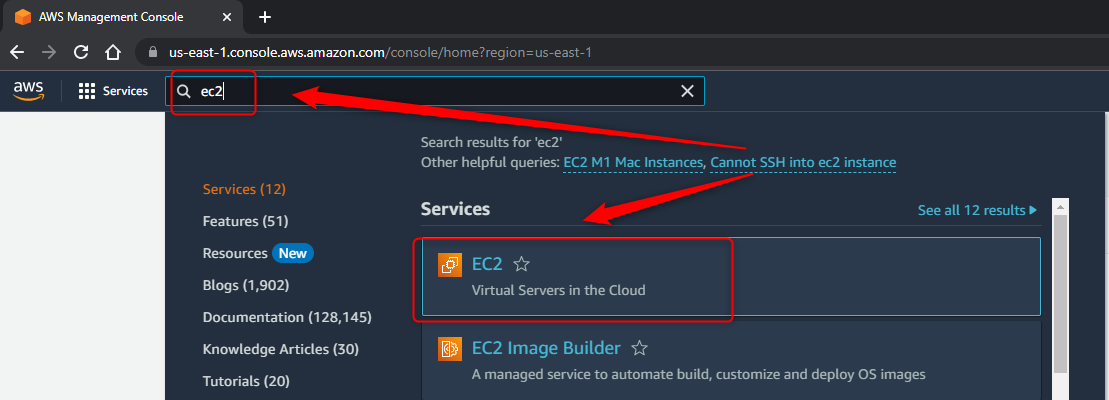 AWS Management Console
us-east-1.console.aws.amazon.com/console/home?region=us-east-1
aws
Services
ec2
Search results for 'ec2'
Other helpful queries: EC2 M1 Mac Instances, Cannot SSH into ec2 instance
Services (12)
Features (51)
Resources New
Blogs (1,902)
Documentation (128,145)
Knowledge Articles (30)
Tutorials (20)
Services
See all 12 results
EC2
Virtual Servers in the Cloud
EC2 Image Builder
A managed service to automate build, customize and deploy OS images